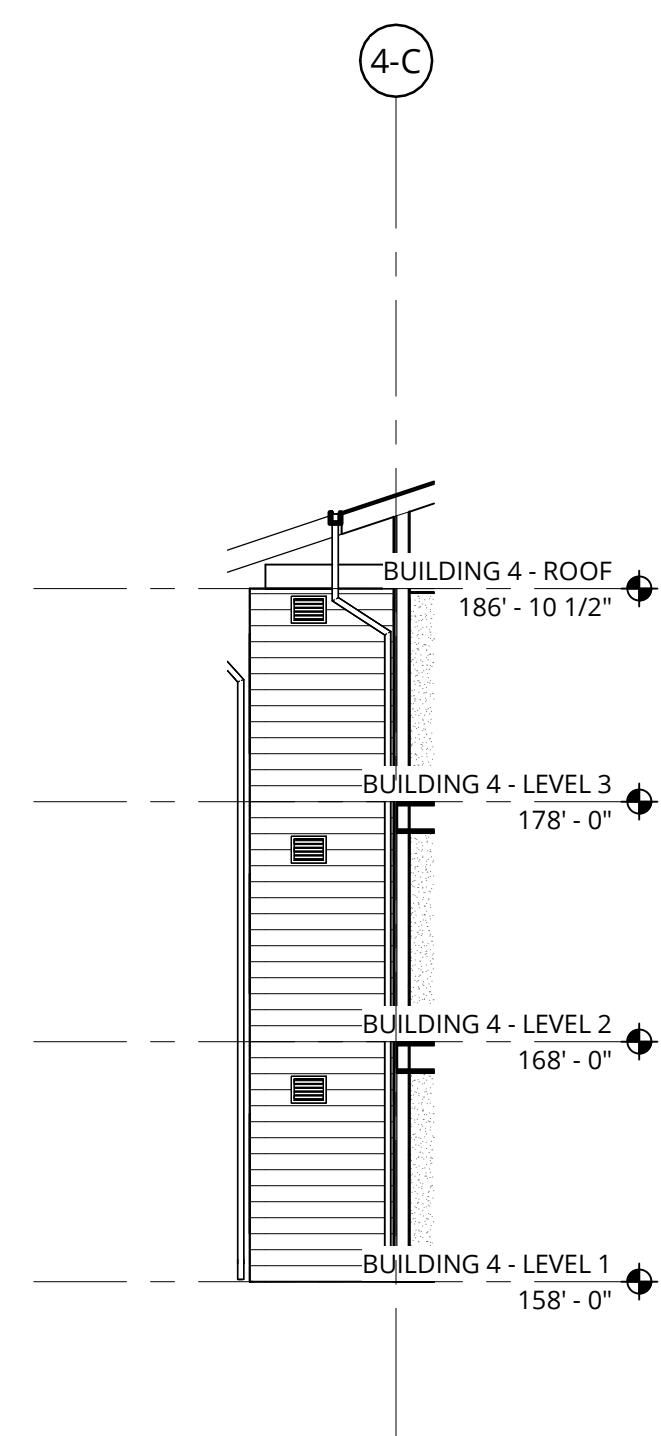 4-C
BUILDING 4 - ROOF
186' - 10 1/2"
BUILDING 4 - LEVEL 3
178' - 0"
BUILDING 4 - LEVEL 2
168' - 0"
BUILDING 4 - LEVEL 1
158' - 0"